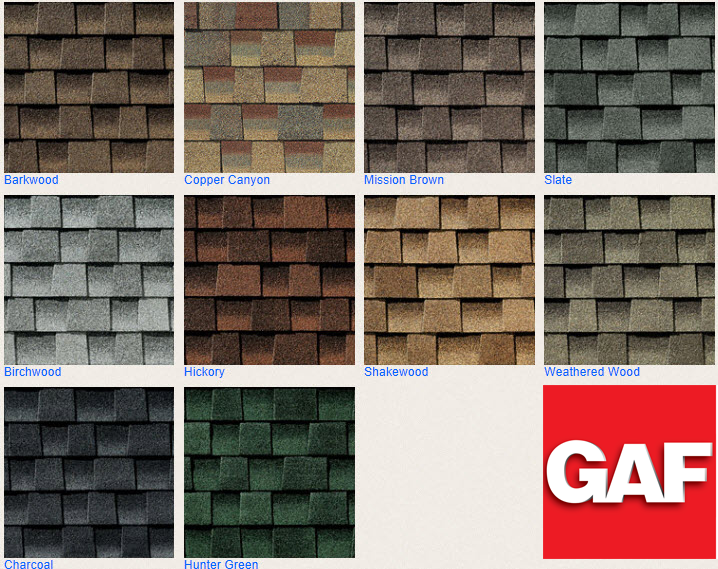 Barkwood
Copper Canyon
Mission Brown
Slate
Birchwood
Hickory
Shakewood
Weathered Wood
GAF
Charcoal
Hunter Green